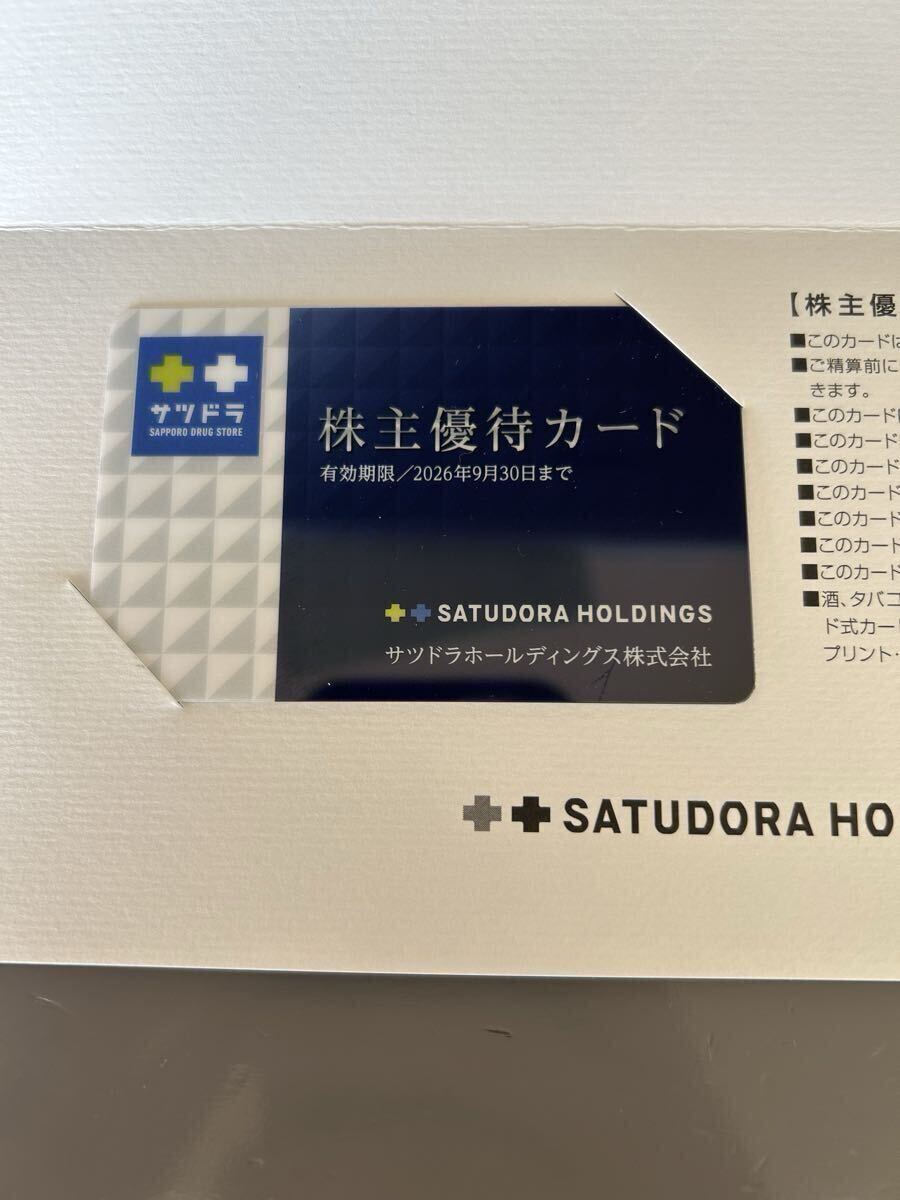 サツドラ
SAPPORO DRUG STORE
株主優待カード
有効期限／2026年9月30日まで
SATUDORA HOLDINGS
サツドラホールディングス株式会社
【株主優
■このカードは
■ご精算前に
きます。
■このカード
■このカード
■このカード
■このカード
■このカード
■このカード
■このカード
■酒、タバコ
ド式カー
プリント・
SATUDORA HO